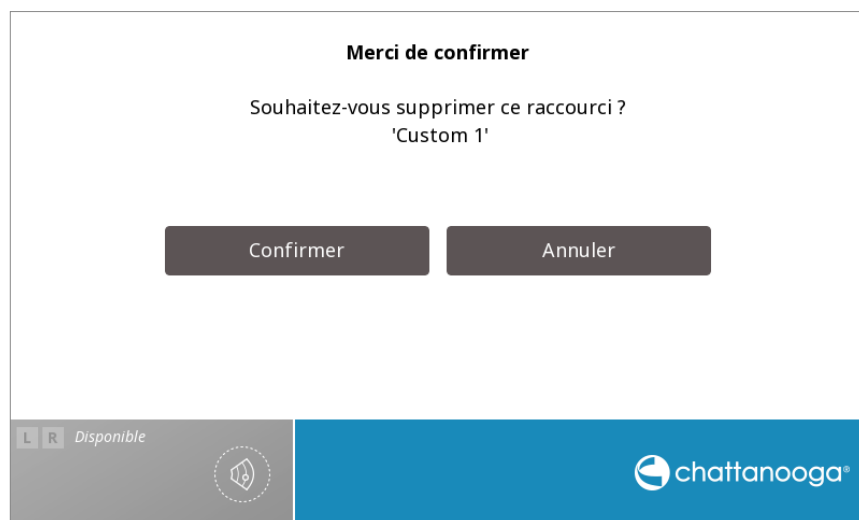 Merci de confirmer
Souhaitez-vous supprimer ce raccourci ?
'Custom 1'
Confirmer
Annuler
L R Disponible
chattanooga®